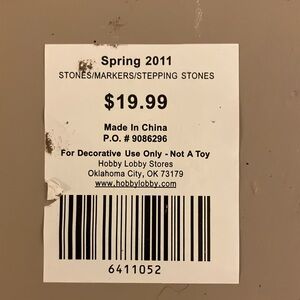 Spring 2011
STONES/MARKERS/STEPPING STONES
$19.99
Made In China
P.O. # 9086296
For Decorative Use Only - Not A Toy
Hobby Lobby Stores
Oklahoma City, OK 73179
www.hobbylobby.com
6411052